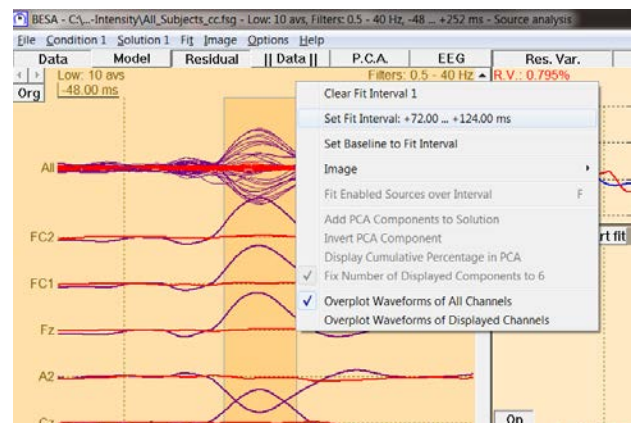 BESA - C:\...-Intensity\All_Subjects_cc.fsg - Low: 10 avs, Filters: 0.5 - 40 Hz, -48 ... +252 ms - Source analysis
File Condition 1 Solution 1 Fit Image Options Help
Data Model Residual || Data || P.C.A. EEG Res. Var.
Low: 10 avs Filters: 0.5 - 40 Hz R.V.: 0.795%
Org -48.00 ms
Clear Fit Interval 1
Set Fit Interval: +72.00 ... +124.00 ms
Set Baseline to Fit Interval
All Image
Fit Enabled Sources over Interval F
Add PCA Components to Solution
FC2 Invert PCA Component rt fit
Display Cumulative Percentage in PCA
FC1 Fix Number of Displayed Components to 6
Overplot Waveforms of All Channels
Overplot Waveforms of Displayed Channels
Fz
A2
Cz
On